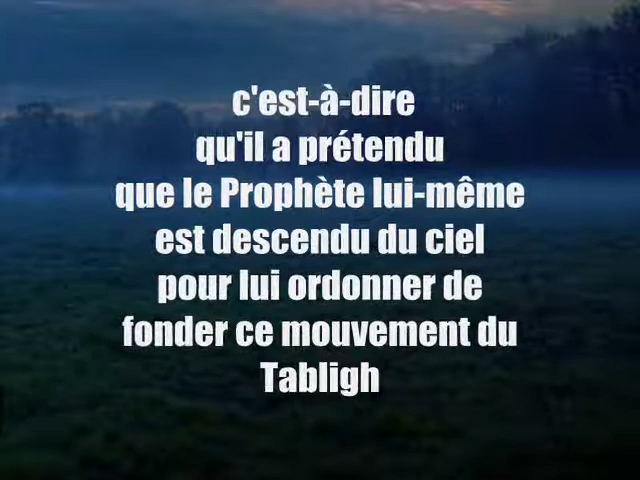 c'est-à-dire
qu'il a prétendu
que le Prophète lui-même
est descendu du ciel
pour lui ordonner de
fonder ce mouvement du
Tabligh